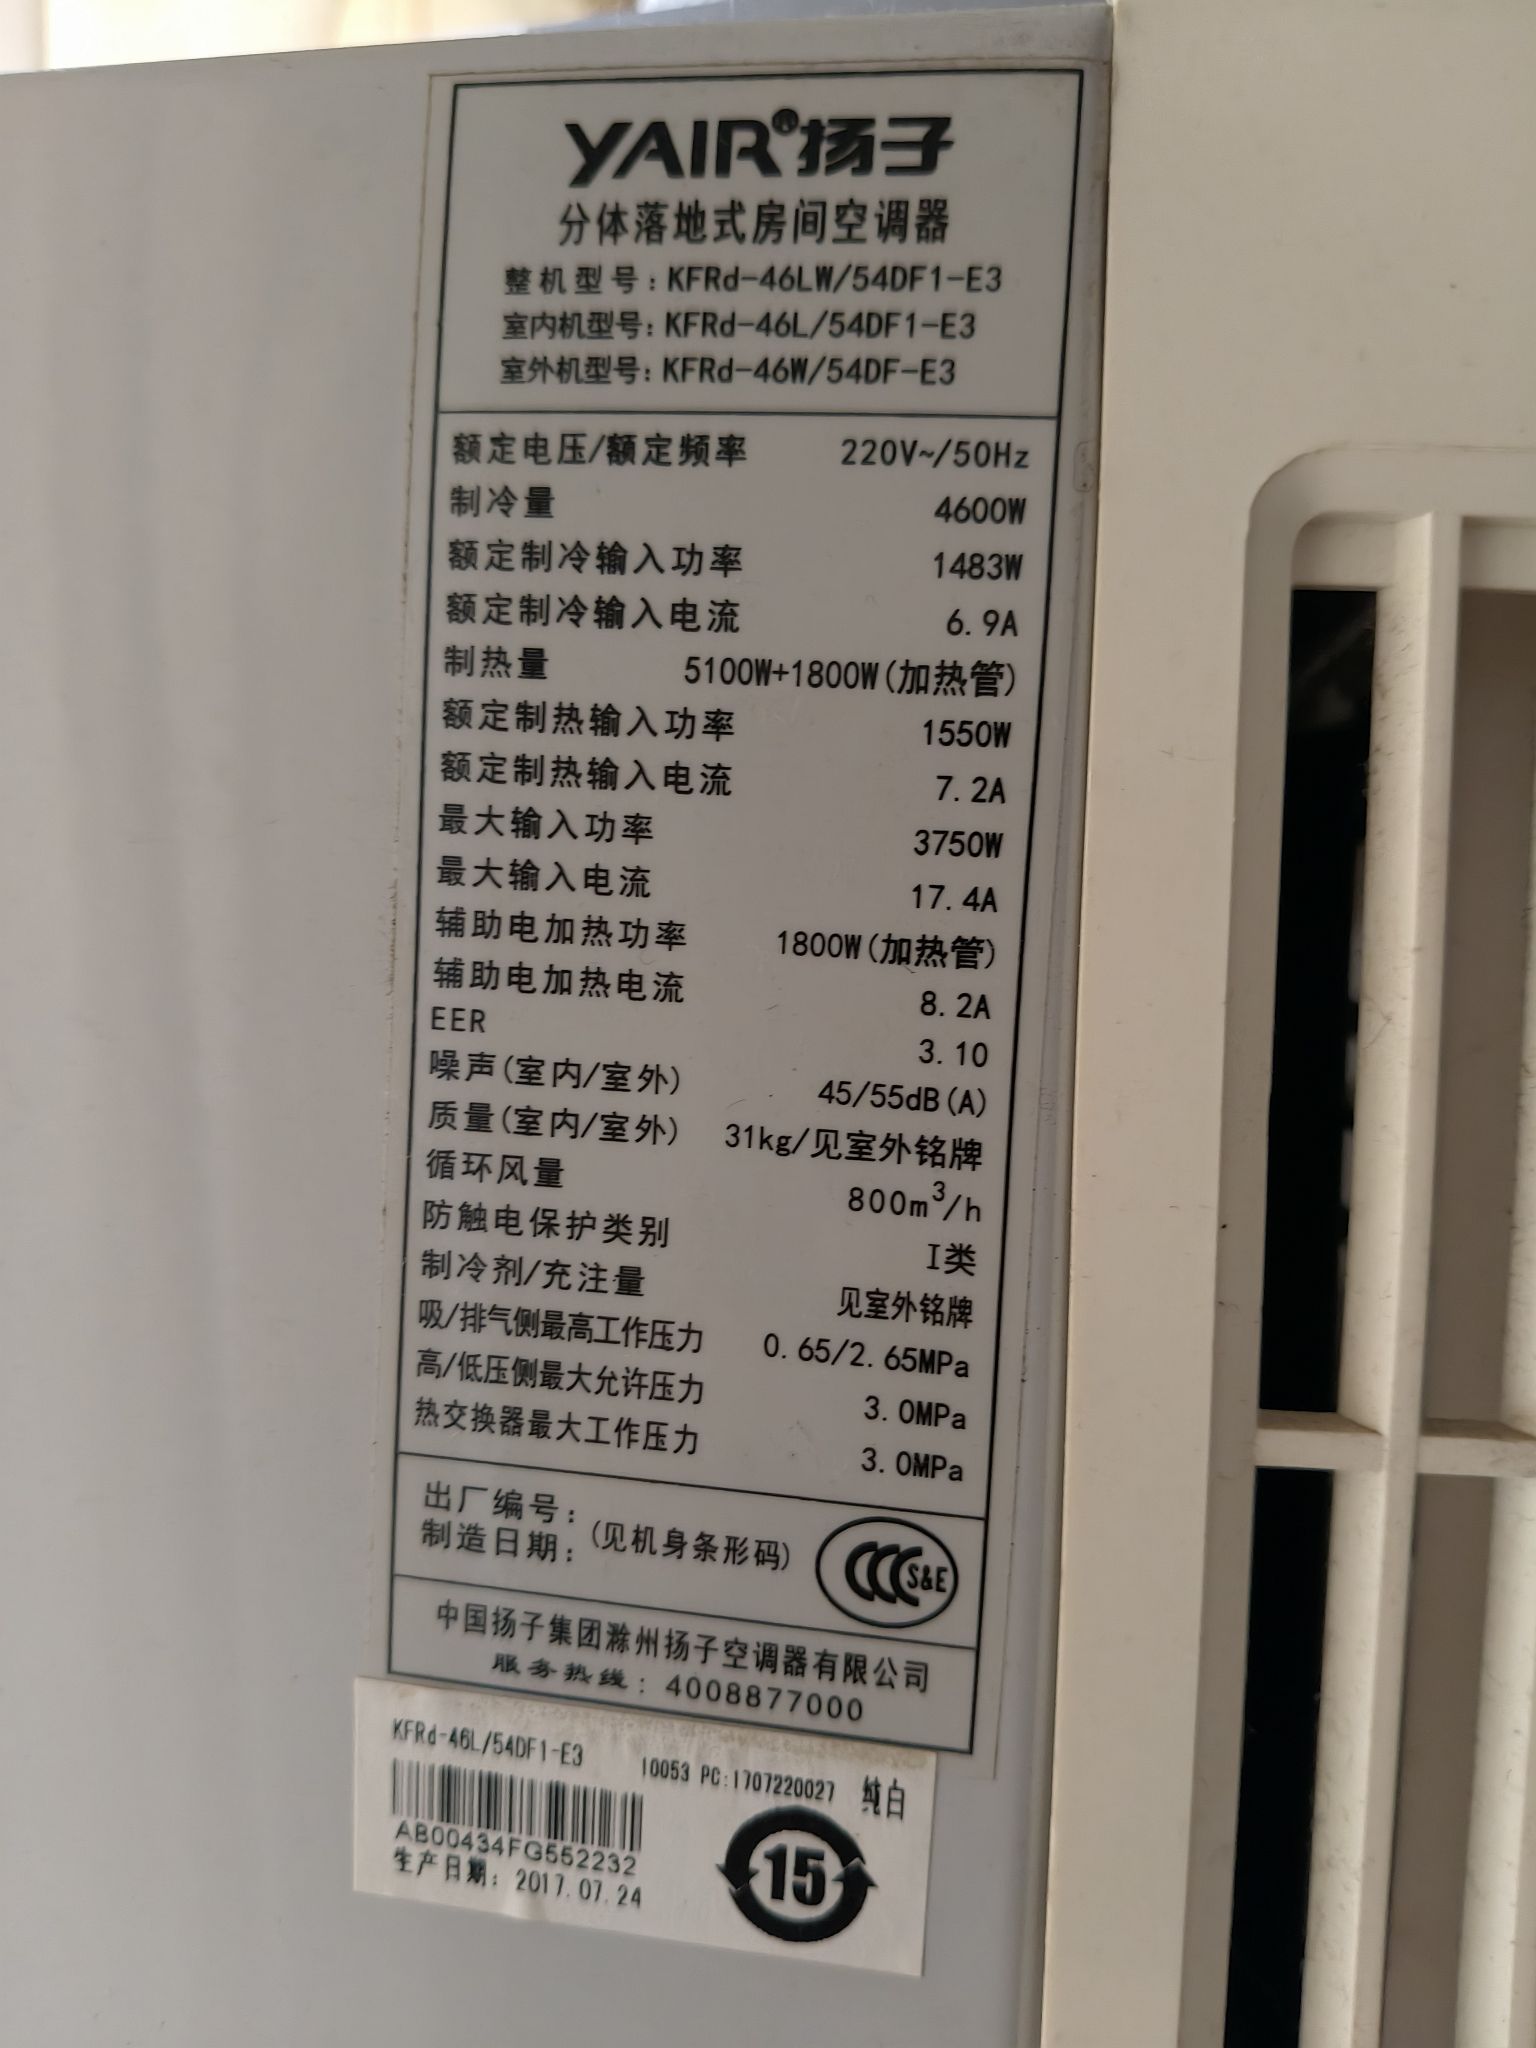 YAIR®扬子
分体落地式房间空调器
整机型号:KFRd-46LW/54DF1-E3
室内机型号:KFRd-46L/54DF1-E3
室外机型号:KFRd-46W/54DF-E3
额定电压/额定频率 220V~/50Hz
制冷量 4600W
额定制冷输入功率 1483W
额定制冷输入电流 6.9A
制热量 5100W+1800W(加热管)
额定制热输入功率 1550W
额定制热输入电流 7.2A
最大输入功率 3750W
最大输入电流 17.4A
辅助电加热功率 1800W(加热管)
辅助电加热电流 8.2A
EER 3.10
噪声(室内/室外) 45/55dB(A)
质量(室内/室外) 31kg/见室外铭牌
循环风量 800m³/h
防触电保护类别 I类
制冷剂/充注量 见室外铭牌
吸/排气侧最高工作压力 0.65/2.65MPa
高/低压侧最大允许压力 3.0MPa
热交换器最大工作压力 3.0MPa
出厂编号:
制造日期: (见机身条形码)
CCC S&E
中国扬子集团滁州扬子空调器有限公司
服务热线:4008877000
KFRd-46L/54DF1-E3 10053 PC:1707220027 纯白
AB00434FG552232
生产日期: 2017.07.24
15